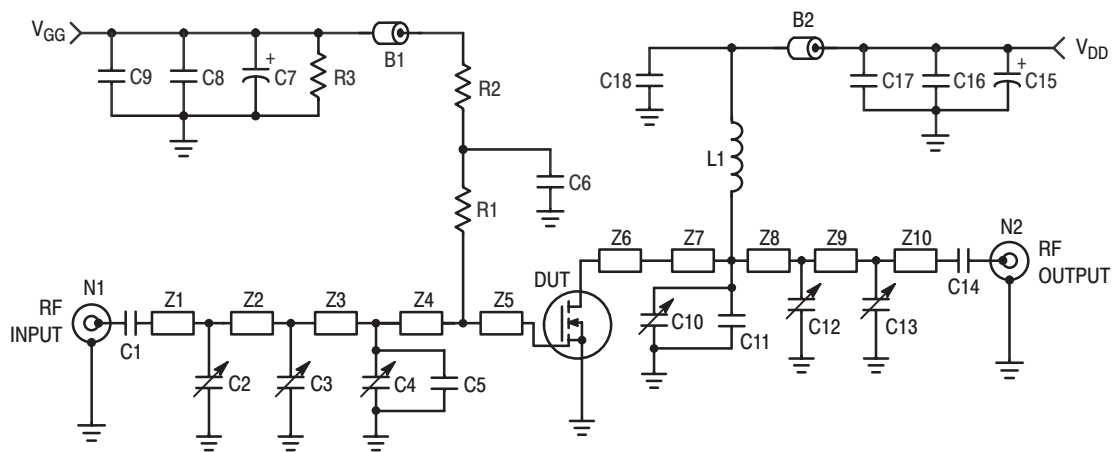 V_GG
C9
C8
+
C7
R3
B1
R2
C6
R1
C18
B2
L1
C17
C16
+
C15
V_DD
N1
RF
INPUT
C1
Z1
Z2
Z3
Z4
Z5
C2
C3
C4
C5
DUT
Z6
Z7
Z8
Z9
Z10
C10
C11
C12
C13
C14
N2
RF
OUTPUT